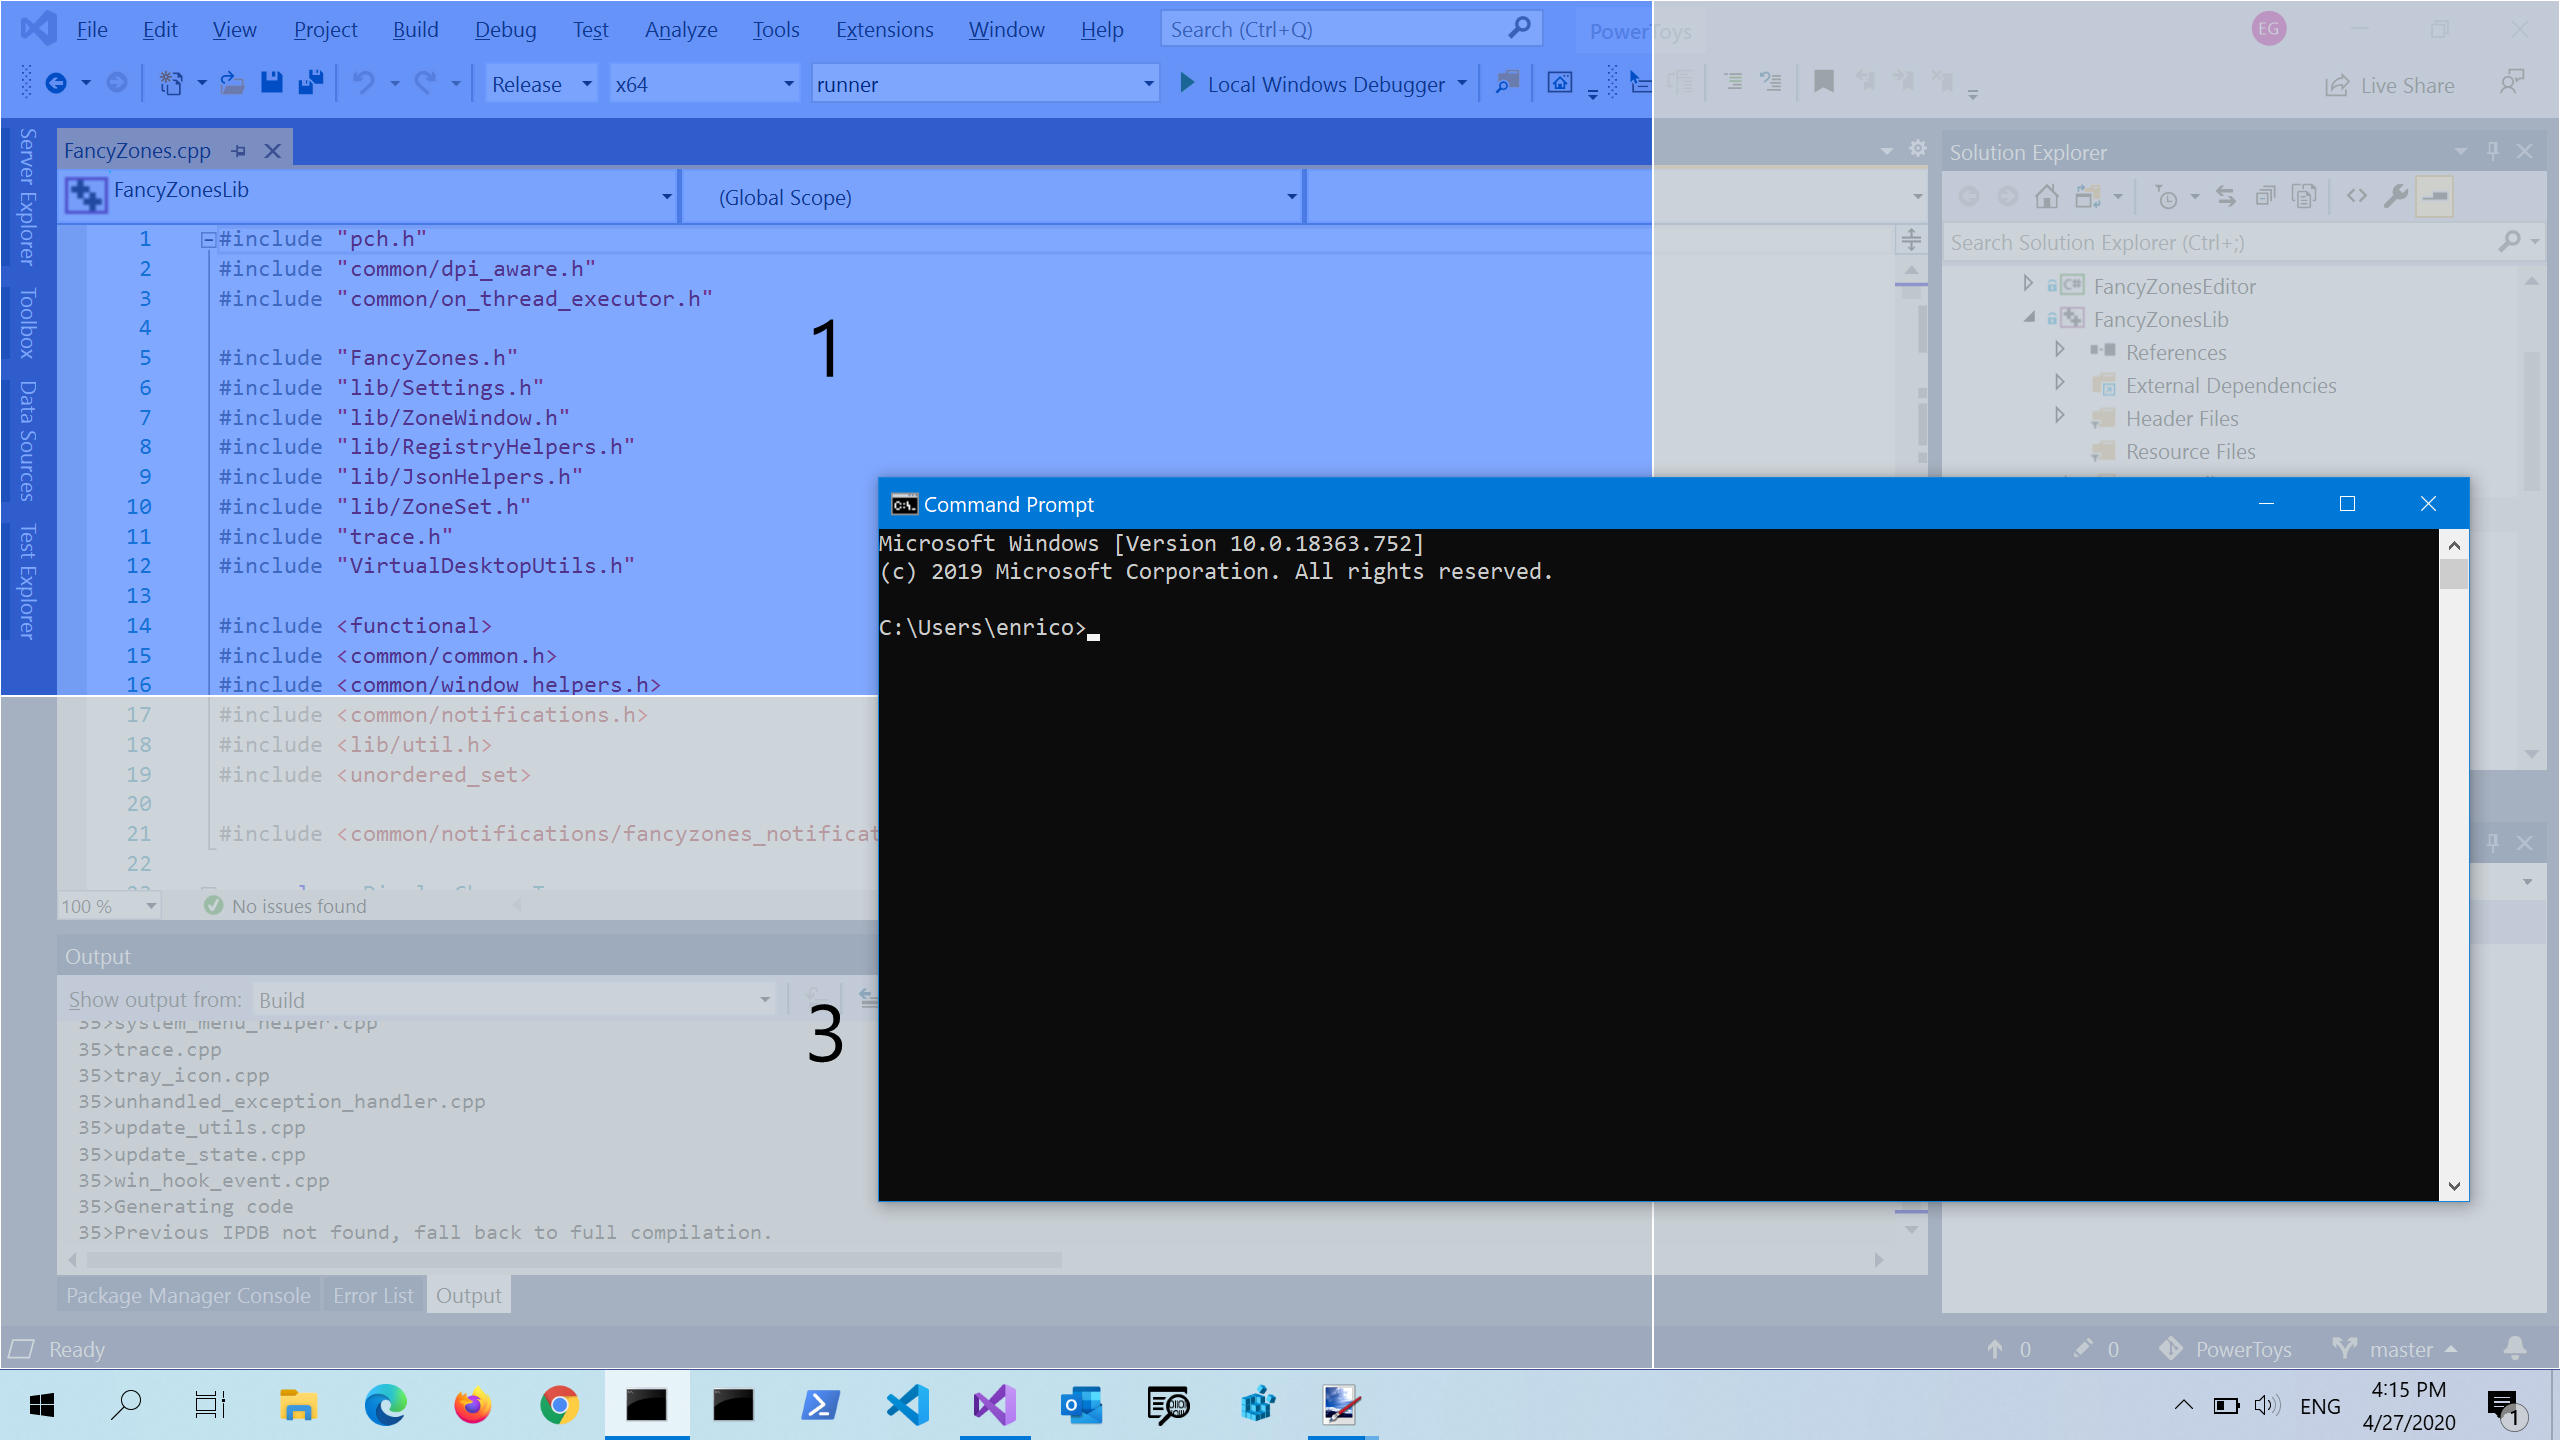 File Edit View Project Build Debug Test Analyze Tools Extensions Window Help Search (Ctrl+Q) PowerToys EG
Release x64 runner Local Windows Debugger Live Share
Server Explorer
Toolbox
Data Sources
Test Explorer
FancyZones.cpp
FancyZonesLib (Global Scope)
1 #include "pch.h"
2 #include "common/dpi_aware.h"
3 #include "common/on_thread_executor.h"
4
5 #include "FancyZones.h"
6 #include "lib/Settings.h"
7 #include "lib/ZoneWindow.h"
8 #include "lib/RegistryHelpers.h"
9 #include "lib/JsonHelpers.h"
10 #include "lib/ZoneSet.h"
11 #include "trace.h"
12 #include "VirtualDesktopUtils.h"
13
14 #include <functional>
15 #include <common/common.h>
16 #include <common/window_helpers.h>
17 #include <common/notifications.h>
18 #include <lib/util.h>
19 #include <unordered_set>
20
21 #include <common/notifications/fancyzones_notificat
22
1
100 % No issues found
Solution Explorer
Search Solution Explorer (Ctrl+;)
FancyZonesEditor
FancyZonesLib
References
External Dependencies
Header Files
Resource Files
Command Prompt
Microsoft Windows [Version 10.0.18363.752]
(c) 2019 Microsoft Corporation. All rights reserved.
C:\Users\enrico>
Output
Show output from: Build
3
35>system_menu_helper.cpp
35>trace.cpp
35>tray_icon.cpp
35>unhandled_exception_handler.cpp
35>update_utils.cpp
35>update_state.cpp
35>win_hook_event.cpp
35>Generating code
35>Previous IPDB not found, fall back to full compilation.
Package Manager Console Error List Output
Ready 0 0 PowerToys master
ENG 4:15 PM
4/27/2020 1